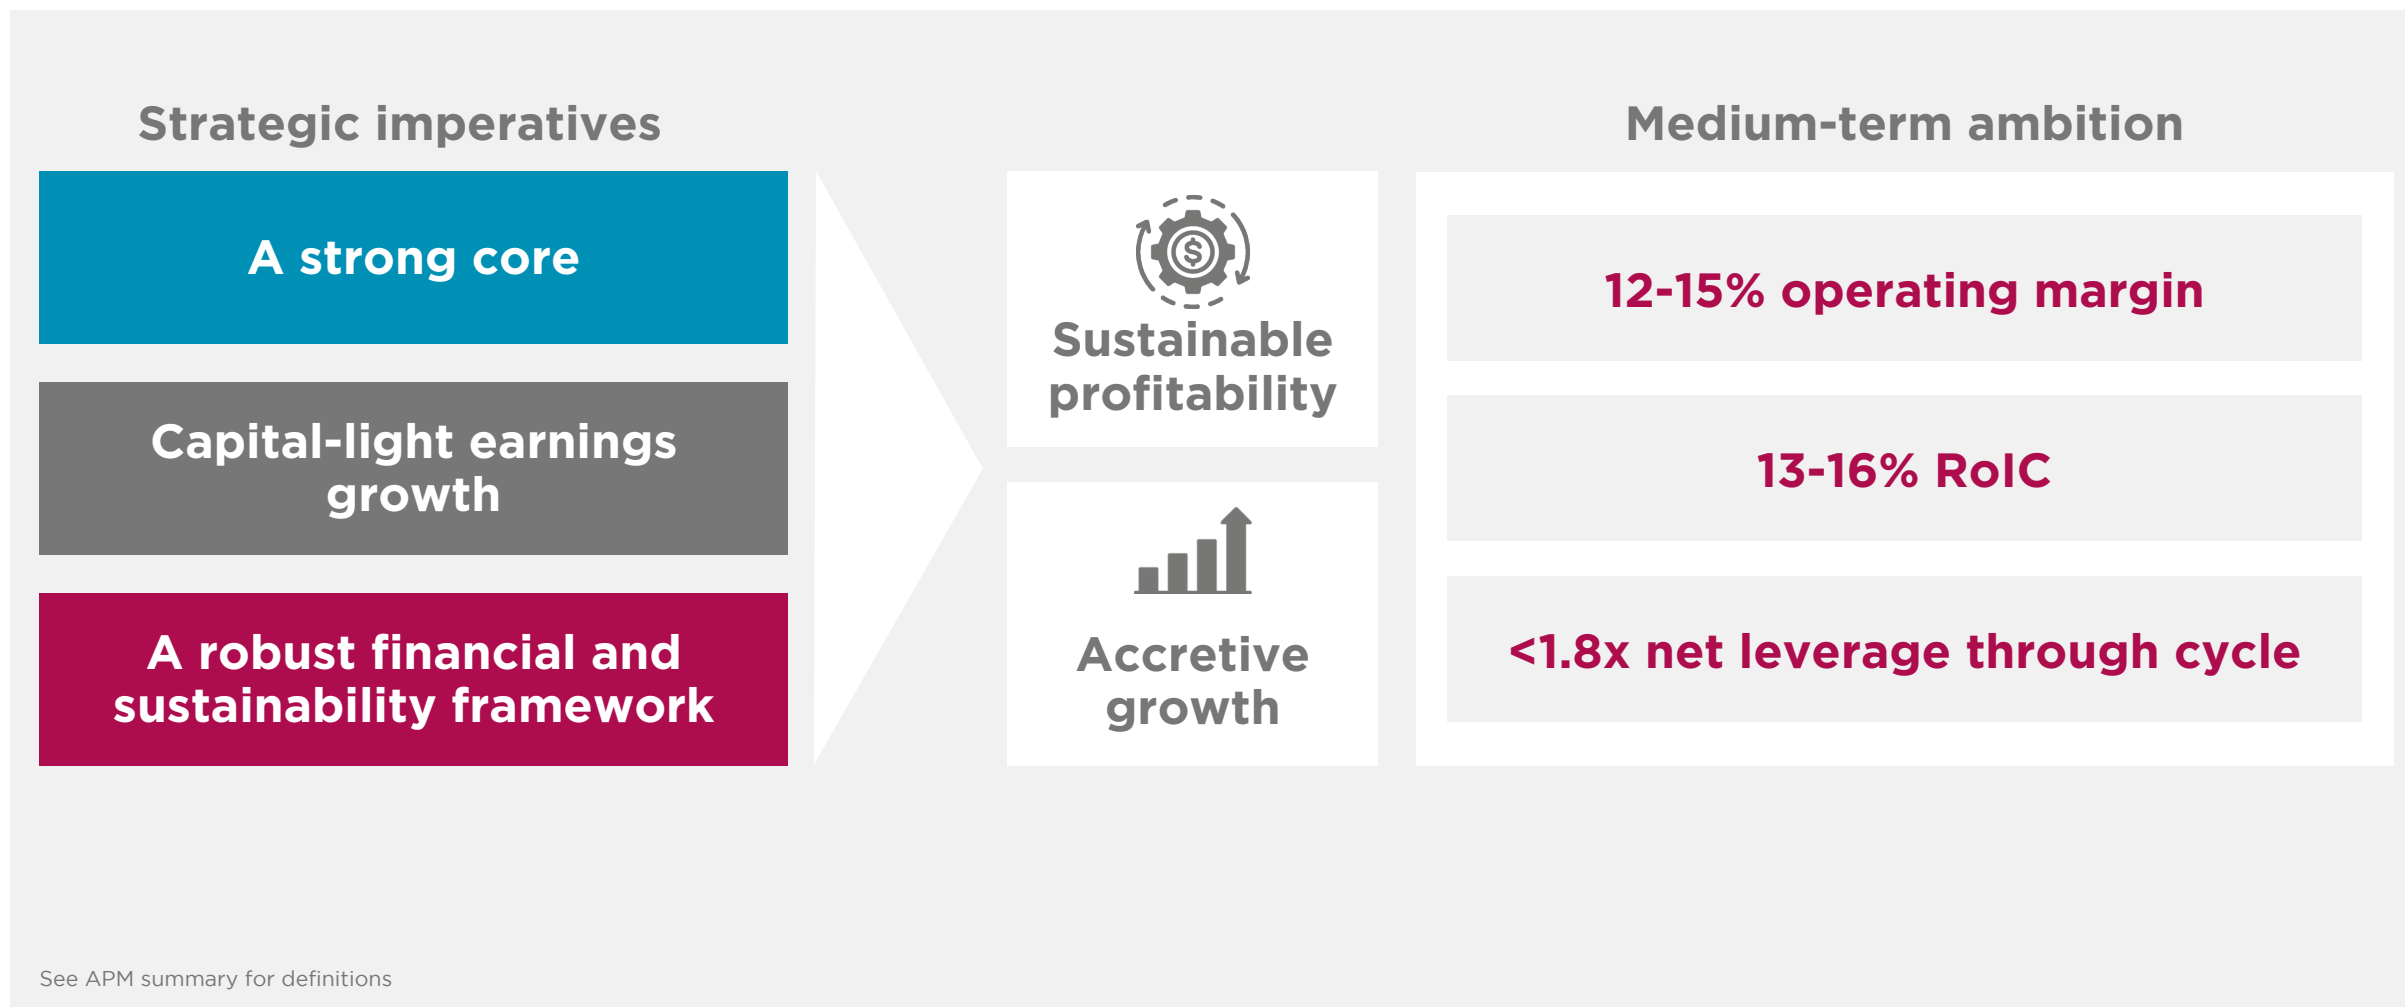 Strategic imperatives
A strong core
Capital-light earnings
growth
A robust financial and
sustainability framework
$
Sustainable
profitability
Accretive
growth
Medium-term ambition
12-15% operating margin
13-16% RoIC
<1.8x net leverage through cycle
See APM summary for definitions